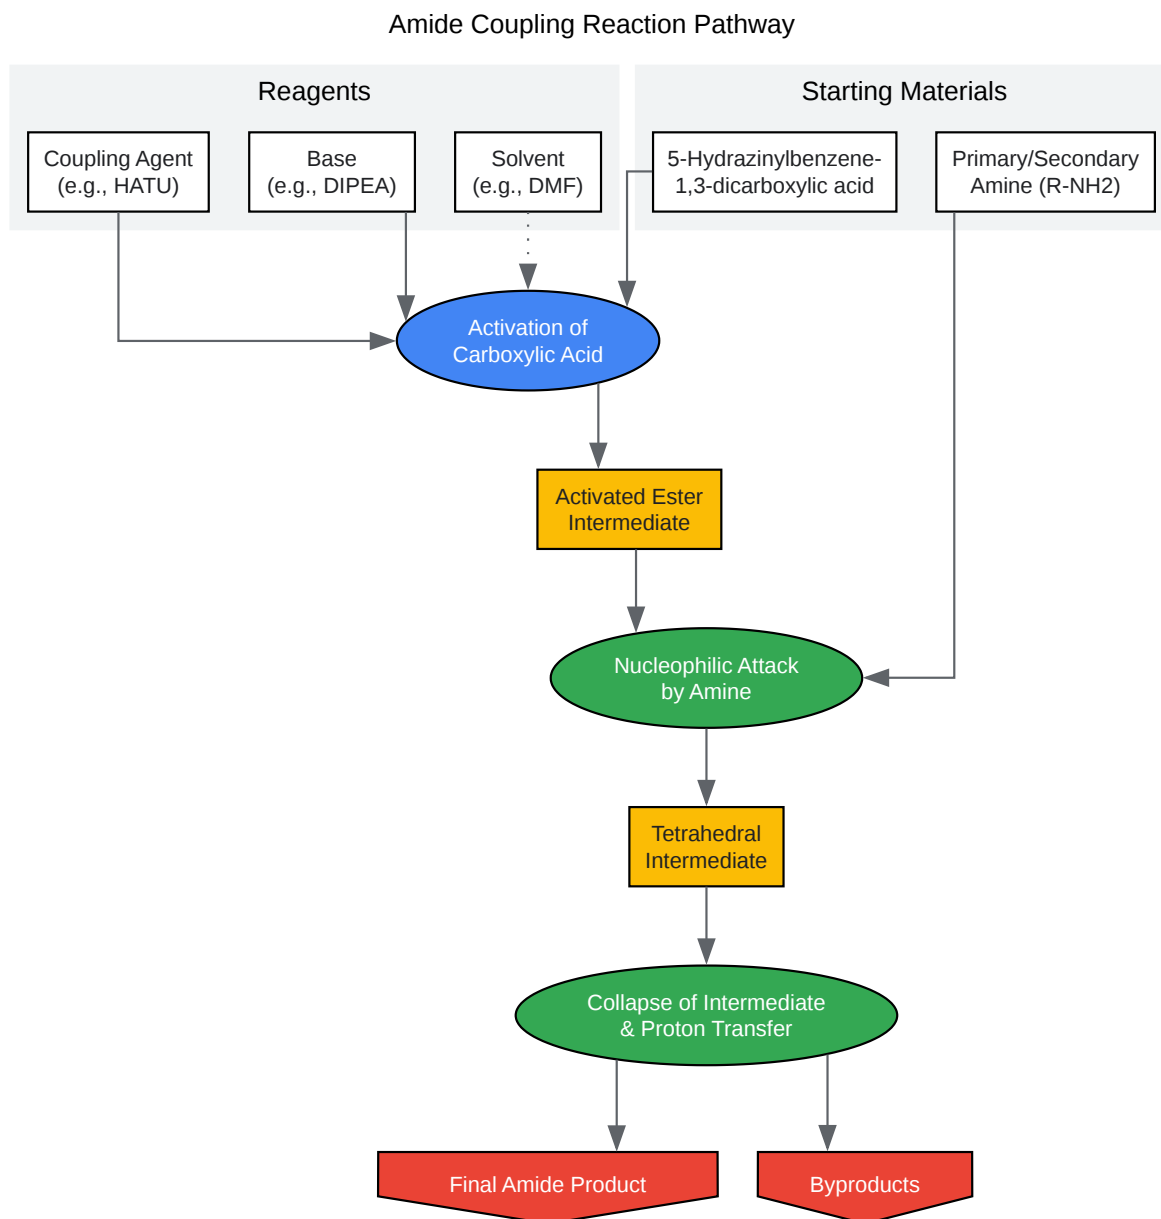 Amide Coupling Reaction Pathway
Reagents
Starting Materials
Coupling Agent
(e.g., HATU)
Base
(e.g., DIPEA)
Solvent
(e.g., DMF)
5-Hydrazinylbenzene-
1,3-dicarboxylic acid
Primary/Secondary
Amine (R-NH2)
Activation of
Carboxylic Acid
Activated Ester
Intermediate
Nucleophilic Attack
by Amine
Tetrahedral
Intermediate
Collapse of Intermediate
& Proton Transfer
Final Amide Product
Byproducts